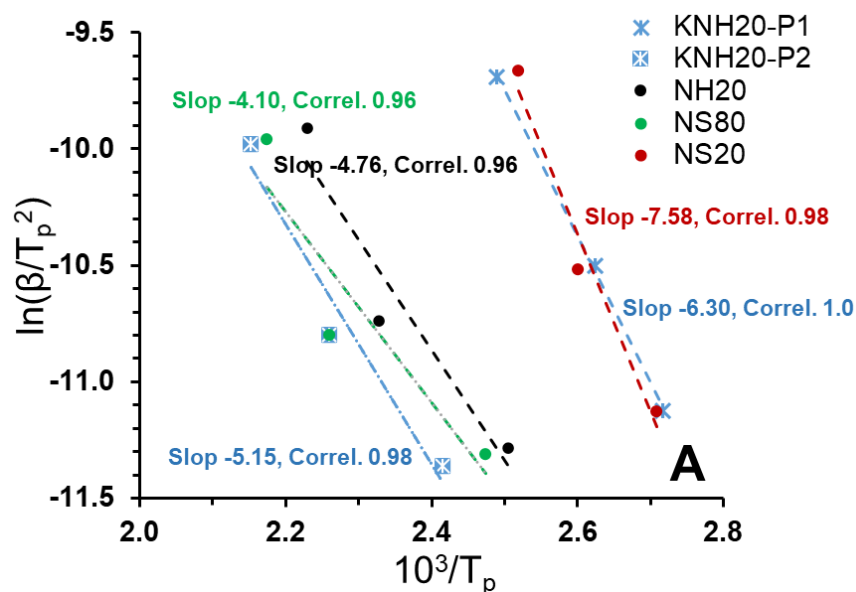 -9.5
-10.0
-10.5
-11.0
-11.5
ln(β/Tp²)
2.0
2.2
2.4
2.6
2.8
10³/Tp
KNH20-P1
KNH20-P2
NH20
NS80
NS20
Slop -4.10, Correl. 0.96
Slop -4.76, Correl. 0.96
Slop -7.58, Correl. 0.98
Slop -6.30, Correl. 1.0
Slop -5.15, Correl. 0.98
A